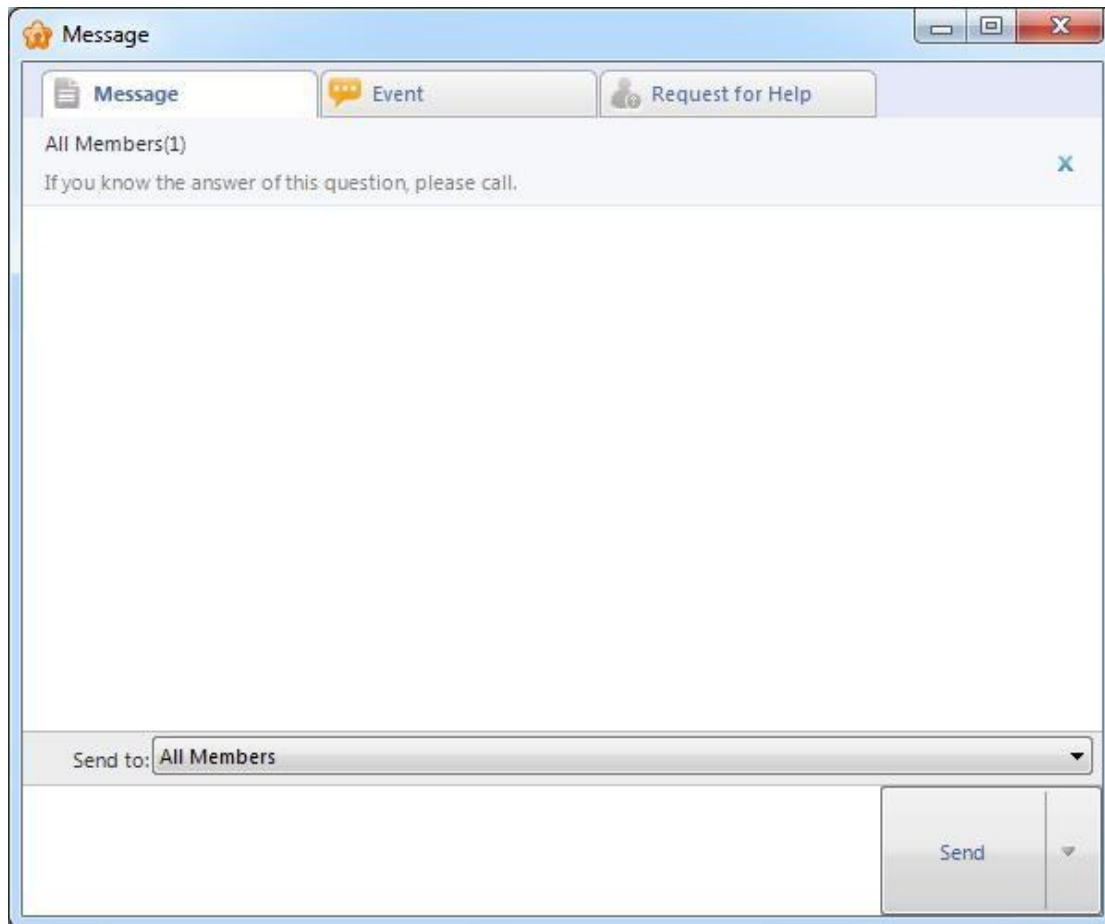 Message
Message
Event
Request for Help
All Members(1)
If you know the answer of this question, please call.
Send to: All Members
Send